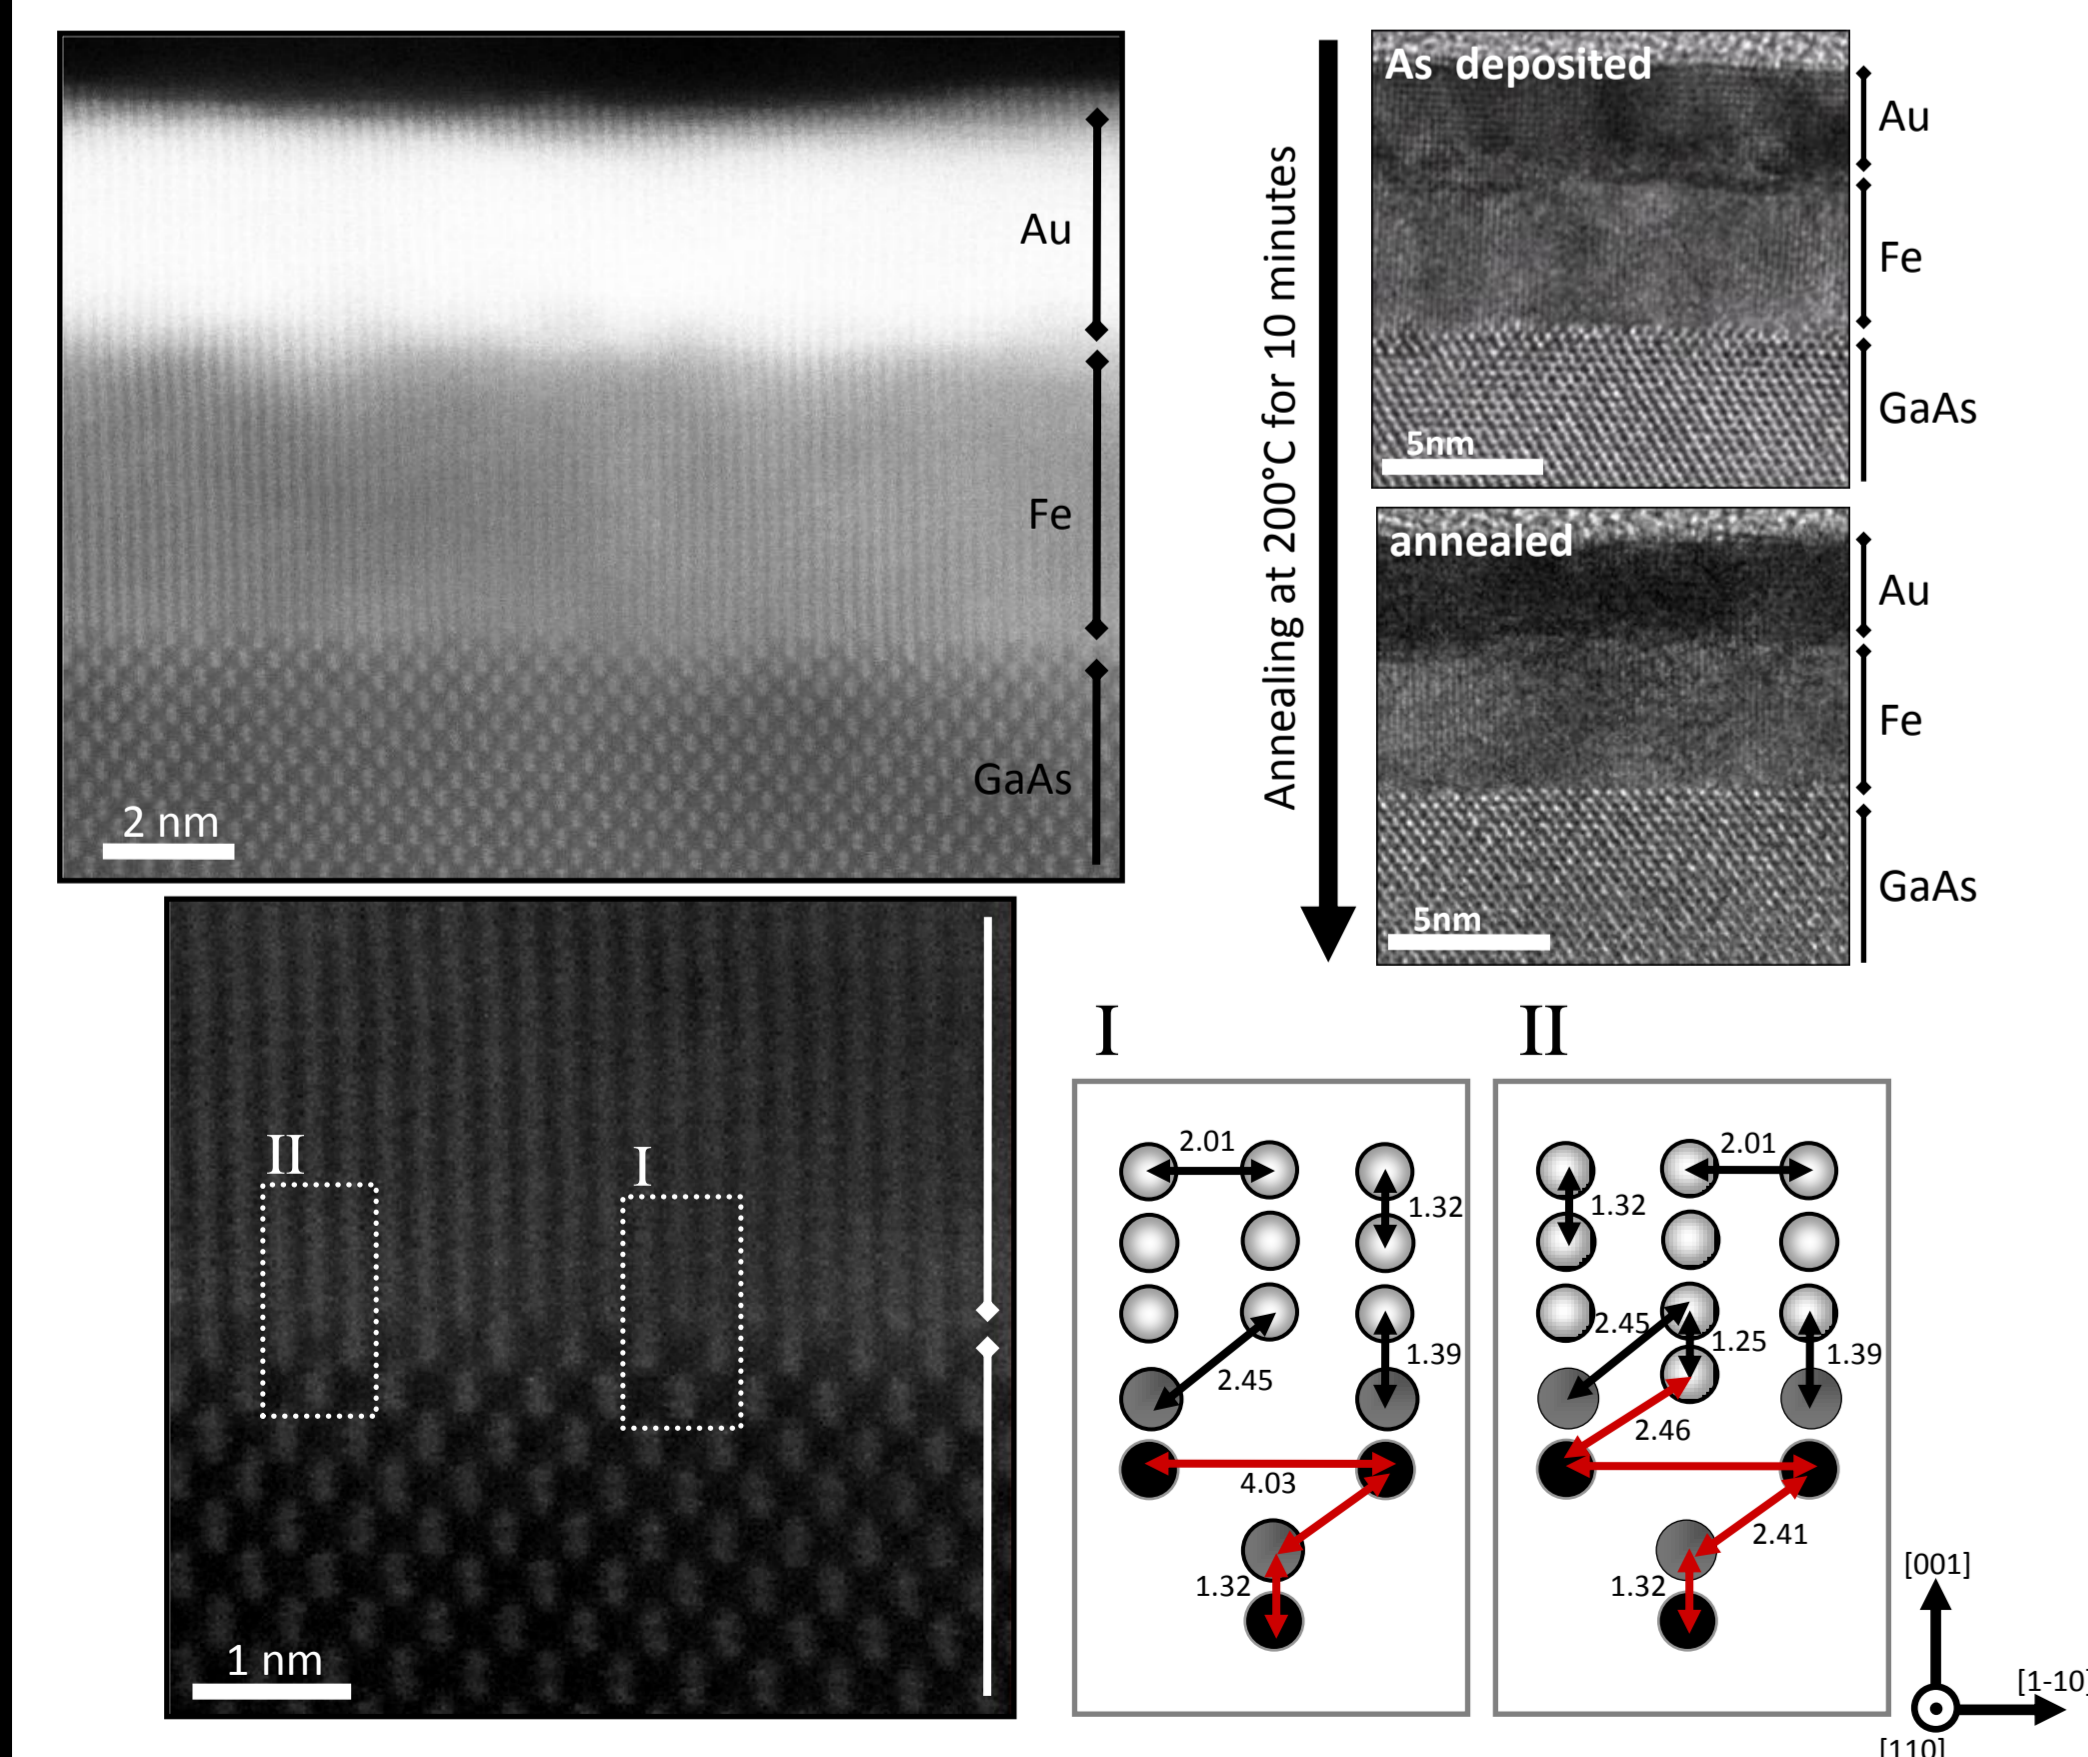 Au
Fe
GaAs
2 nm
Annealing at 200°C for 10 minutes
As deposited
Au
Fe
GaAs
5nm
annealed
Au
Fe
GaAs
5nm
II
I
1 nm
I
2.01
1.32
2.45
1.39
4.03
1.32
II
2.01
1.32
2.45
1.25
1.39
2.46
2.41
1.32
[001]
[1-10]
[110]